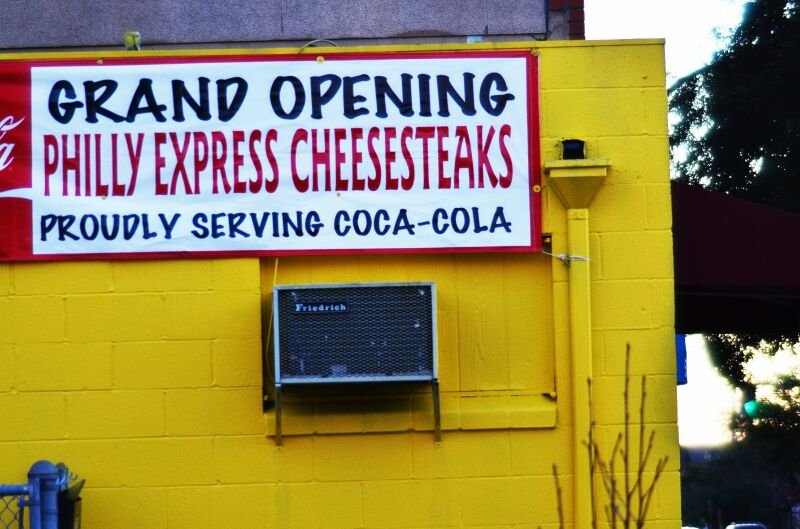 GRAND OPENING
PHILLY EXPRESS CHEESESTEAKS
PROUDLY SERVING COCA-COLA
Friedrich